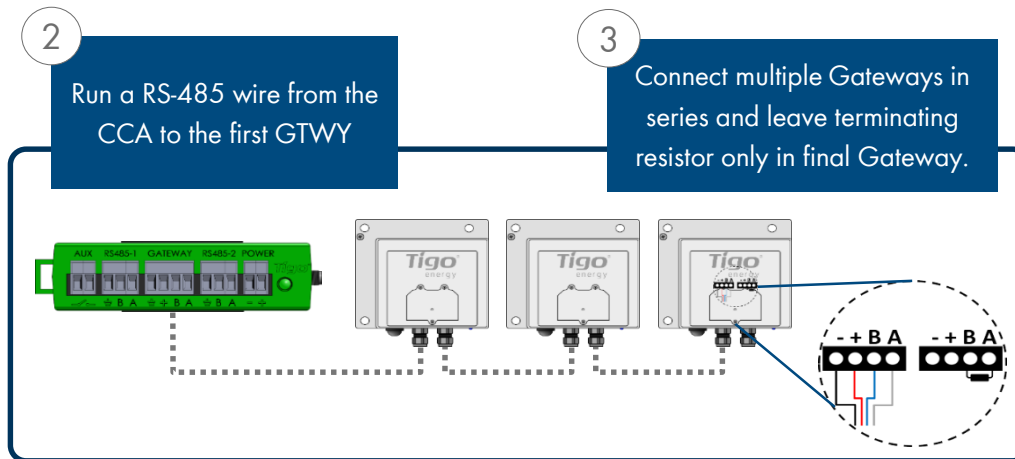 2
Run a RS-485 wire from the
CCA to the first GTWY
3
Connect multiple Gateways in
series and leave terminating
resistor only in final Gateway.
AUX RS485-1 GATEWAY RS485-2 POWER
Tigo
B A + B A B A - +
Tigo
energy
Tigo
energy
Tigo
energy
- + B A
- + B A